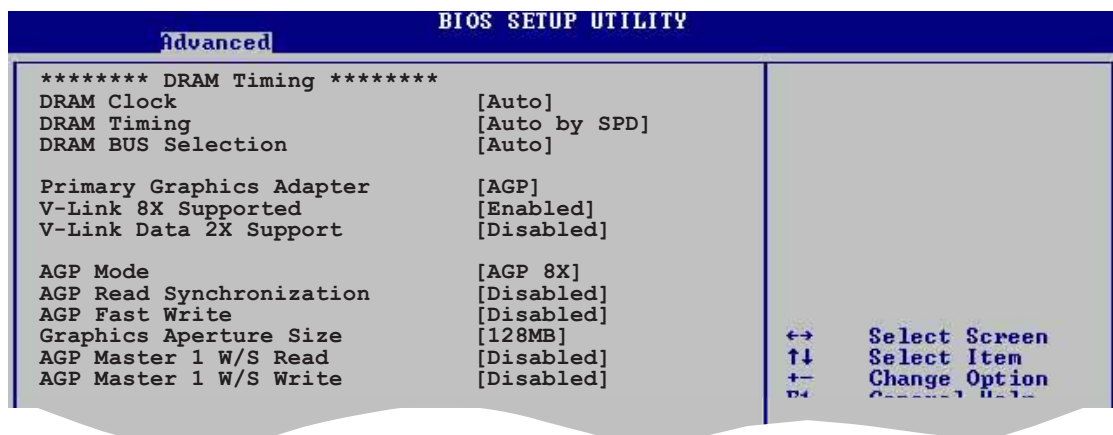 BIOS SETUP UTILITY
Advanced
******** DRAM Timing ********
DRAM Clock [Auto]
DRAM Timing [Auto by SPD]
DRAM BUS Selection [Auto]
Primary Graphics Adapter [AGP]
V-Link 8X Supported [Enabled]
V-Link Data 2X Support [Disabled]
AGP Mode [AGP 8X]
AGP Read Synchronization [Disabled]
AGP Fast Write [Disabled]
Graphics Aperture Size [128MB]
AGP Master 1 W/S Read [Disabled]
AGP Master 1 W/S Write [Disabled]
←→ Select Screen
↑↓ Select Item
+- Change Option
F1 General Help